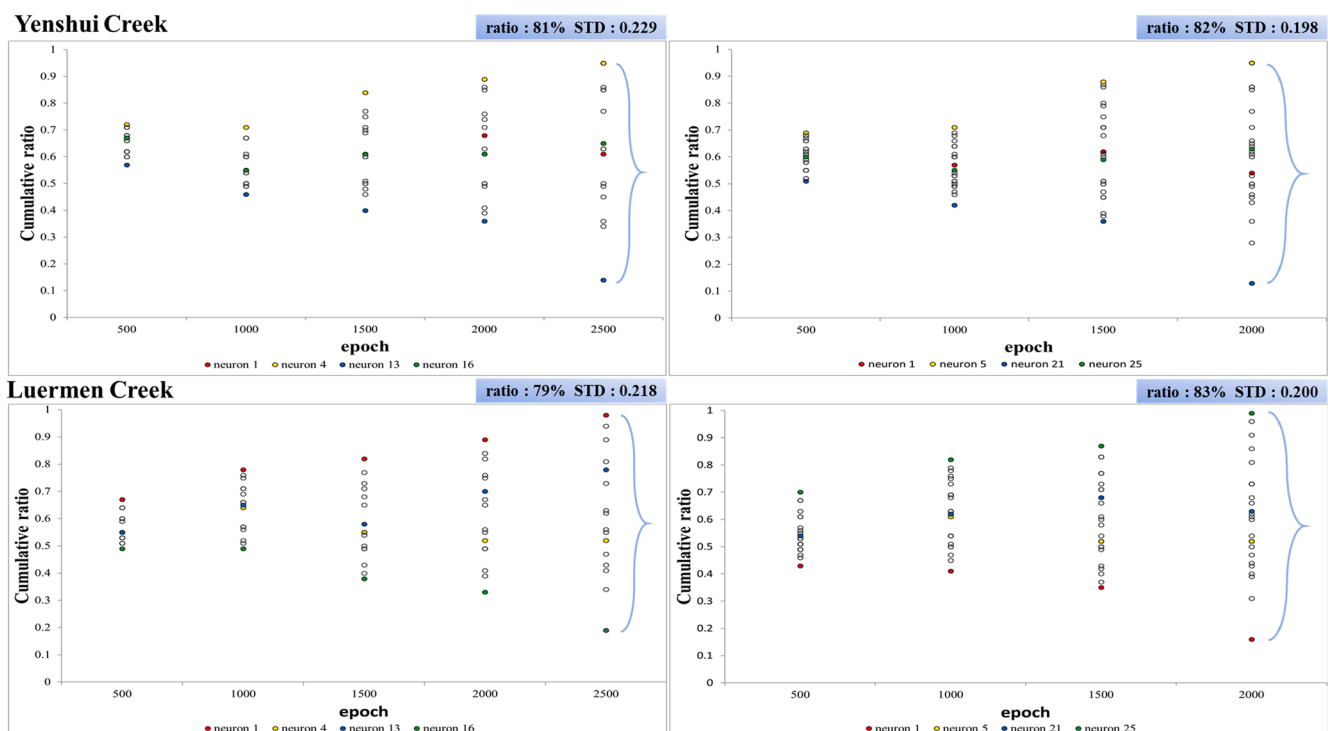 Yenshui Creek
ratio : 81% STD : 0.229
ratio : 82% STD : 0.198
Cumulative ratio
1
0.9
0.8
0.7
0.6
0.5
0.4
0.3
0.2
0.1
0
500 1000 1500 2000 2500
epoch
neuron 1 neuron 4 neuron 13 neuron 16
Cumulative ratio
1
0.9
0.8
0.7
0.6
0.5
0.4
0.3
0.2
0.1
0
500 1000 1500 2000
epoch
neuron 1 neuron 5 neuron 21 neuron 25
Luermen Creek
ratio : 79% STD : 0.218
ratio : 83% STD : 0.200
Cumulative ratio
1
0.9
0.8
0.7
0.6
0.5
0.4
0.3
0.2
0.1
0
500 1000 1500 2000 2500
epoch
neuron 1 neuron 4 neuron 13 neuron 16
Cumulative ratio
1
0.9
0.8
0.7
0.6
0.5
0.4
0.3
0.2
0.1
0
500 1000 1500 2000
epoch
neuron 1 neuron 5 neuron 21 neuron 25